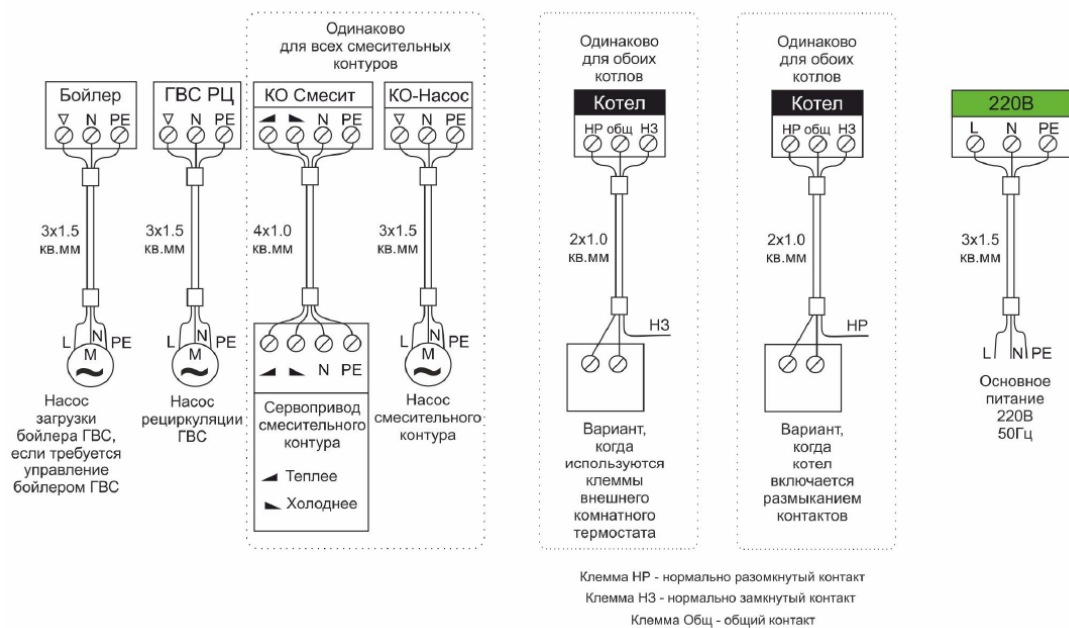 Одинаково
для всех смесительных
контуров
Бойлер
∇ N PE
3x1.5
кв.мм
L N PE
M
Насос
загрузки
бойлера ГВС,
если требуется
управление
бойлером ГВС
ГВС РЦ
∇ N PE
3x1.5
кв.мм
L N PE
M
Насос
рециркуляции
ГВС
КО Смесит
N PE
4x1.0
кв.мм
N PE
Сервопривод
смесительного
контура
Теплее
Холоднее
КО-Насос
∇ N PE
3x1.5
кв.мм
L N PE
M
Насос
смесительного
контура
Одинаково
для обоих
котлов
Котел
НР общ НЗ
2x1.0
кв.мм
НЗ
Вариант,
когда
используются
клеммы
внешнего
комнатного
термостата
Одинаково
для обоих
котлов
Котел
НР общ НЗ
2x1.0
кв.мм
НР
Вариант,
когда
котел
включается
размыканием
контактов
220В
L N PE
3x1.5
кв.мм
L N PE
Основное
питание
220В
50Гц
Клемма НР - нормально разомкнутый контакт
Клемма НЗ - нормально замкнутый контакт
Клемма Общ - общий контакт